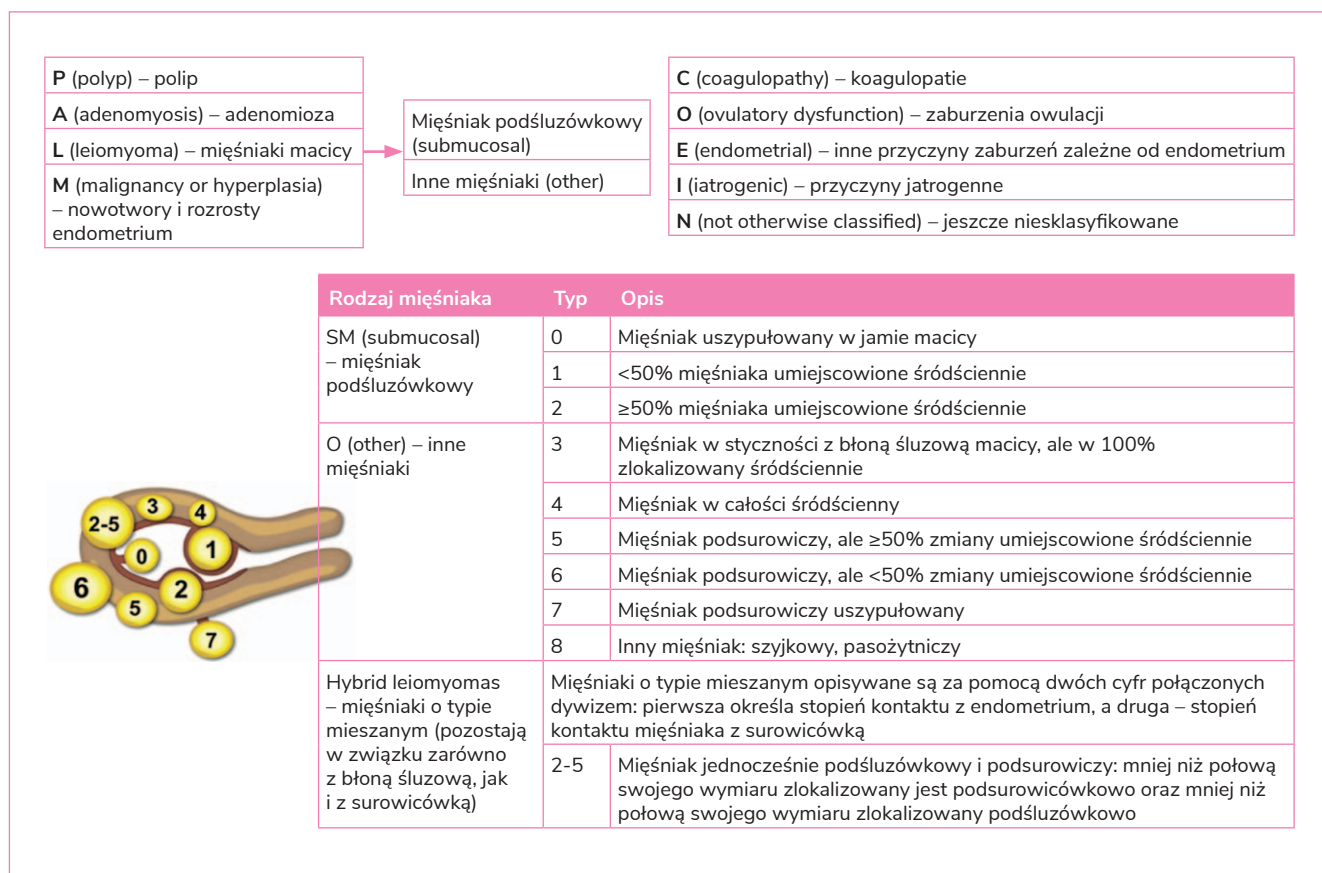 P (polyp) – polip
A (adenomyosis) – adenomioza
L (leiomyoma) – mięśniaki macicy
M (malignancy or hyperplasia)
– nowotwory i rozrosty
endometrium
Mięśniak podśluzówkowy
(submucosal)
Inne mięśniaki (other)
C (coagulopathy) – koagulopatie
O (ovulatory dysfunction) – zaburzenia owulacji
E (endometrial) – inne przyczyny zaburzeń zależne od endometrium
I (iatrogenic) – przyczyny jatrogenne
N (not otherwise classified) – jeszcze niesklasyfikowane
Rodzaj mięśniaka Typ Opis
SM (submucosal)
– mięśniak
podśluzówkowy
0 Mięśniak uszypułowany w jamie macicy
1 <50% mięśniaka umiejscowione śródściennie
2 ≥50% mięśniaka umiejscowione śródściennie
O (other) – inne
mięśniaki
3 Mięśniak w styczności z błoną śluzową macicy, ale w 100%
zlokalizowany śródściennie
4 Mięśniak w całości śródścienny
5 Mięśniak podsurowiczy, ale ≥50% zmiany umiejscowione śródściennie
6 Mięśniak podsurowiczy, ale <50% zmiany umiejscowione śródściennie
7 Mięśniak podsurowiczy uszypułowany
8 Inny mięśniak: szyjkowy, pasożytniczy
Hybrid leiomyomas
– mięśniaki o typie
mieszanym (pozostają
w związku zarówno
z błoną śluzową, jak
i z surowicówką)
Mięśniaki o typie mieszanym opisywane są za pomocą dwóch cyfr połączonych
dywizem: pierwsza określa stopień kontaktu z endometrium, a druga – stopień
kontaktu mięśniaka z surowicówką
2-5 Mięśniak jednocześnie podśluzówkowy i podsurowiczy: mniej niż połową
swojego wymiaru zlokalizowany jest podsurowicówkowo oraz mniej niż
połową swojego wymiaru zlokalizowany podśluzówkowo
3
4
2-5
0
1
6
2
5
7